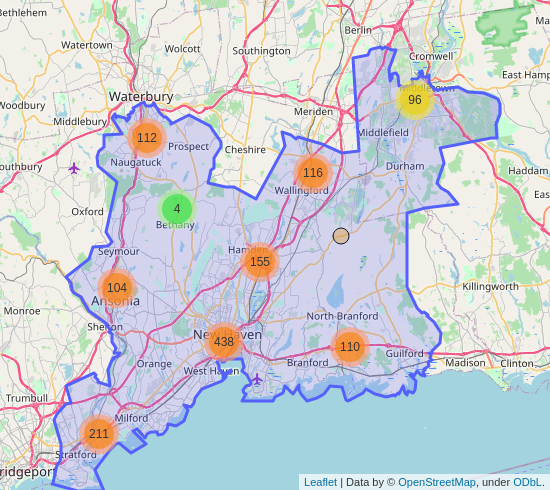 Bethlehem
Watertown
Wolcott
Berlin
Cromwell
Southington
East Hamp
Waterbury
Middletown
96
Woodbury
Middlebury
Meriden
112
Middlefield
Prospect
Cheshire
Naugatuck
Southbury
116
Durham
Haddam
Wallingford
4
Oxford
Bethany
Seymour
Hamden
155
104
Killingworth
Ansonia
Monroe
North Branford
Shelton
New Haven
438
110
Guilford
Orange
Branford
Madison
Clinton
West Haven
Trumbull
Milford
211
Stratford
ridgeport
Leaflet | Data by © OpenStreetMap, under ODbL.